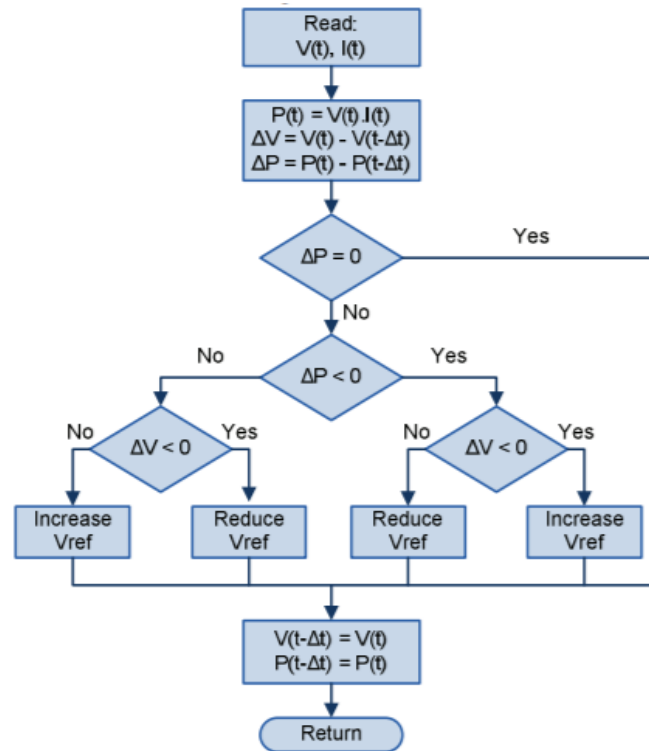 Read:
V(t), I(t)
P(t) = V(t).I(t)
ΔV = V(t) - V(t-Δt)
ΔP = P(t) - P(t-Δt)
ΔP = 0
Yes
No
ΔP < 0
No
Yes
ΔV < 0
No
Yes
ΔV < 0
No
Yes
Increase
Vref
Reduce
Vref
Reduce
Vref
Increase
Vref
V(t-Δt) = V(t)
P(t-Δt) = P(t)
Return